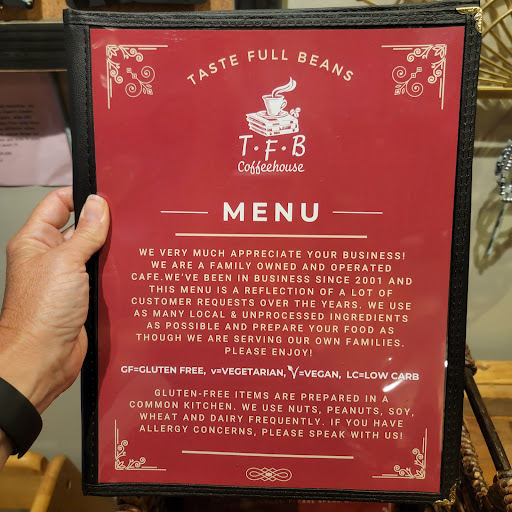 TASTE FULL BEANS
T·F·B
Coffeehouse
MENU
WE VERY MUCH APPRECIATE YOUR BUSINESS!
WE ARE A FAMILY OWNED AND OPERATED
CAFE.WE'VE BEEN IN BUSINESS SINCE 2001 AND
THIS MENU IS A REFLECTION OF A LOT OF
CUSTOMER REQUESTS OVER THE YEARS. WE USE
AS MANY LOCAL & UNPROCESSED INGREDIENTS
AS POSSIBLE AND PREPARE YOUR FOOD AS
THOUGH WE ARE SERVING OUR OWN FAMILIES.
PLEASE ENJOY!
GF=GLUTEN FREE, v=VEGETARIAN, V=VEGAN, LC=LOW CARB
GLUTEN-FREE ITEMS ARE PREPARED IN A
COMMON KITCHEN. WE USE NUTS, PEANUTS, SOY,
WHEAT AND DAIRY FREQUENTLY. IF YOU HAVE
ALLERGY CONCERNS, PLEASE SPEAK WITH US!